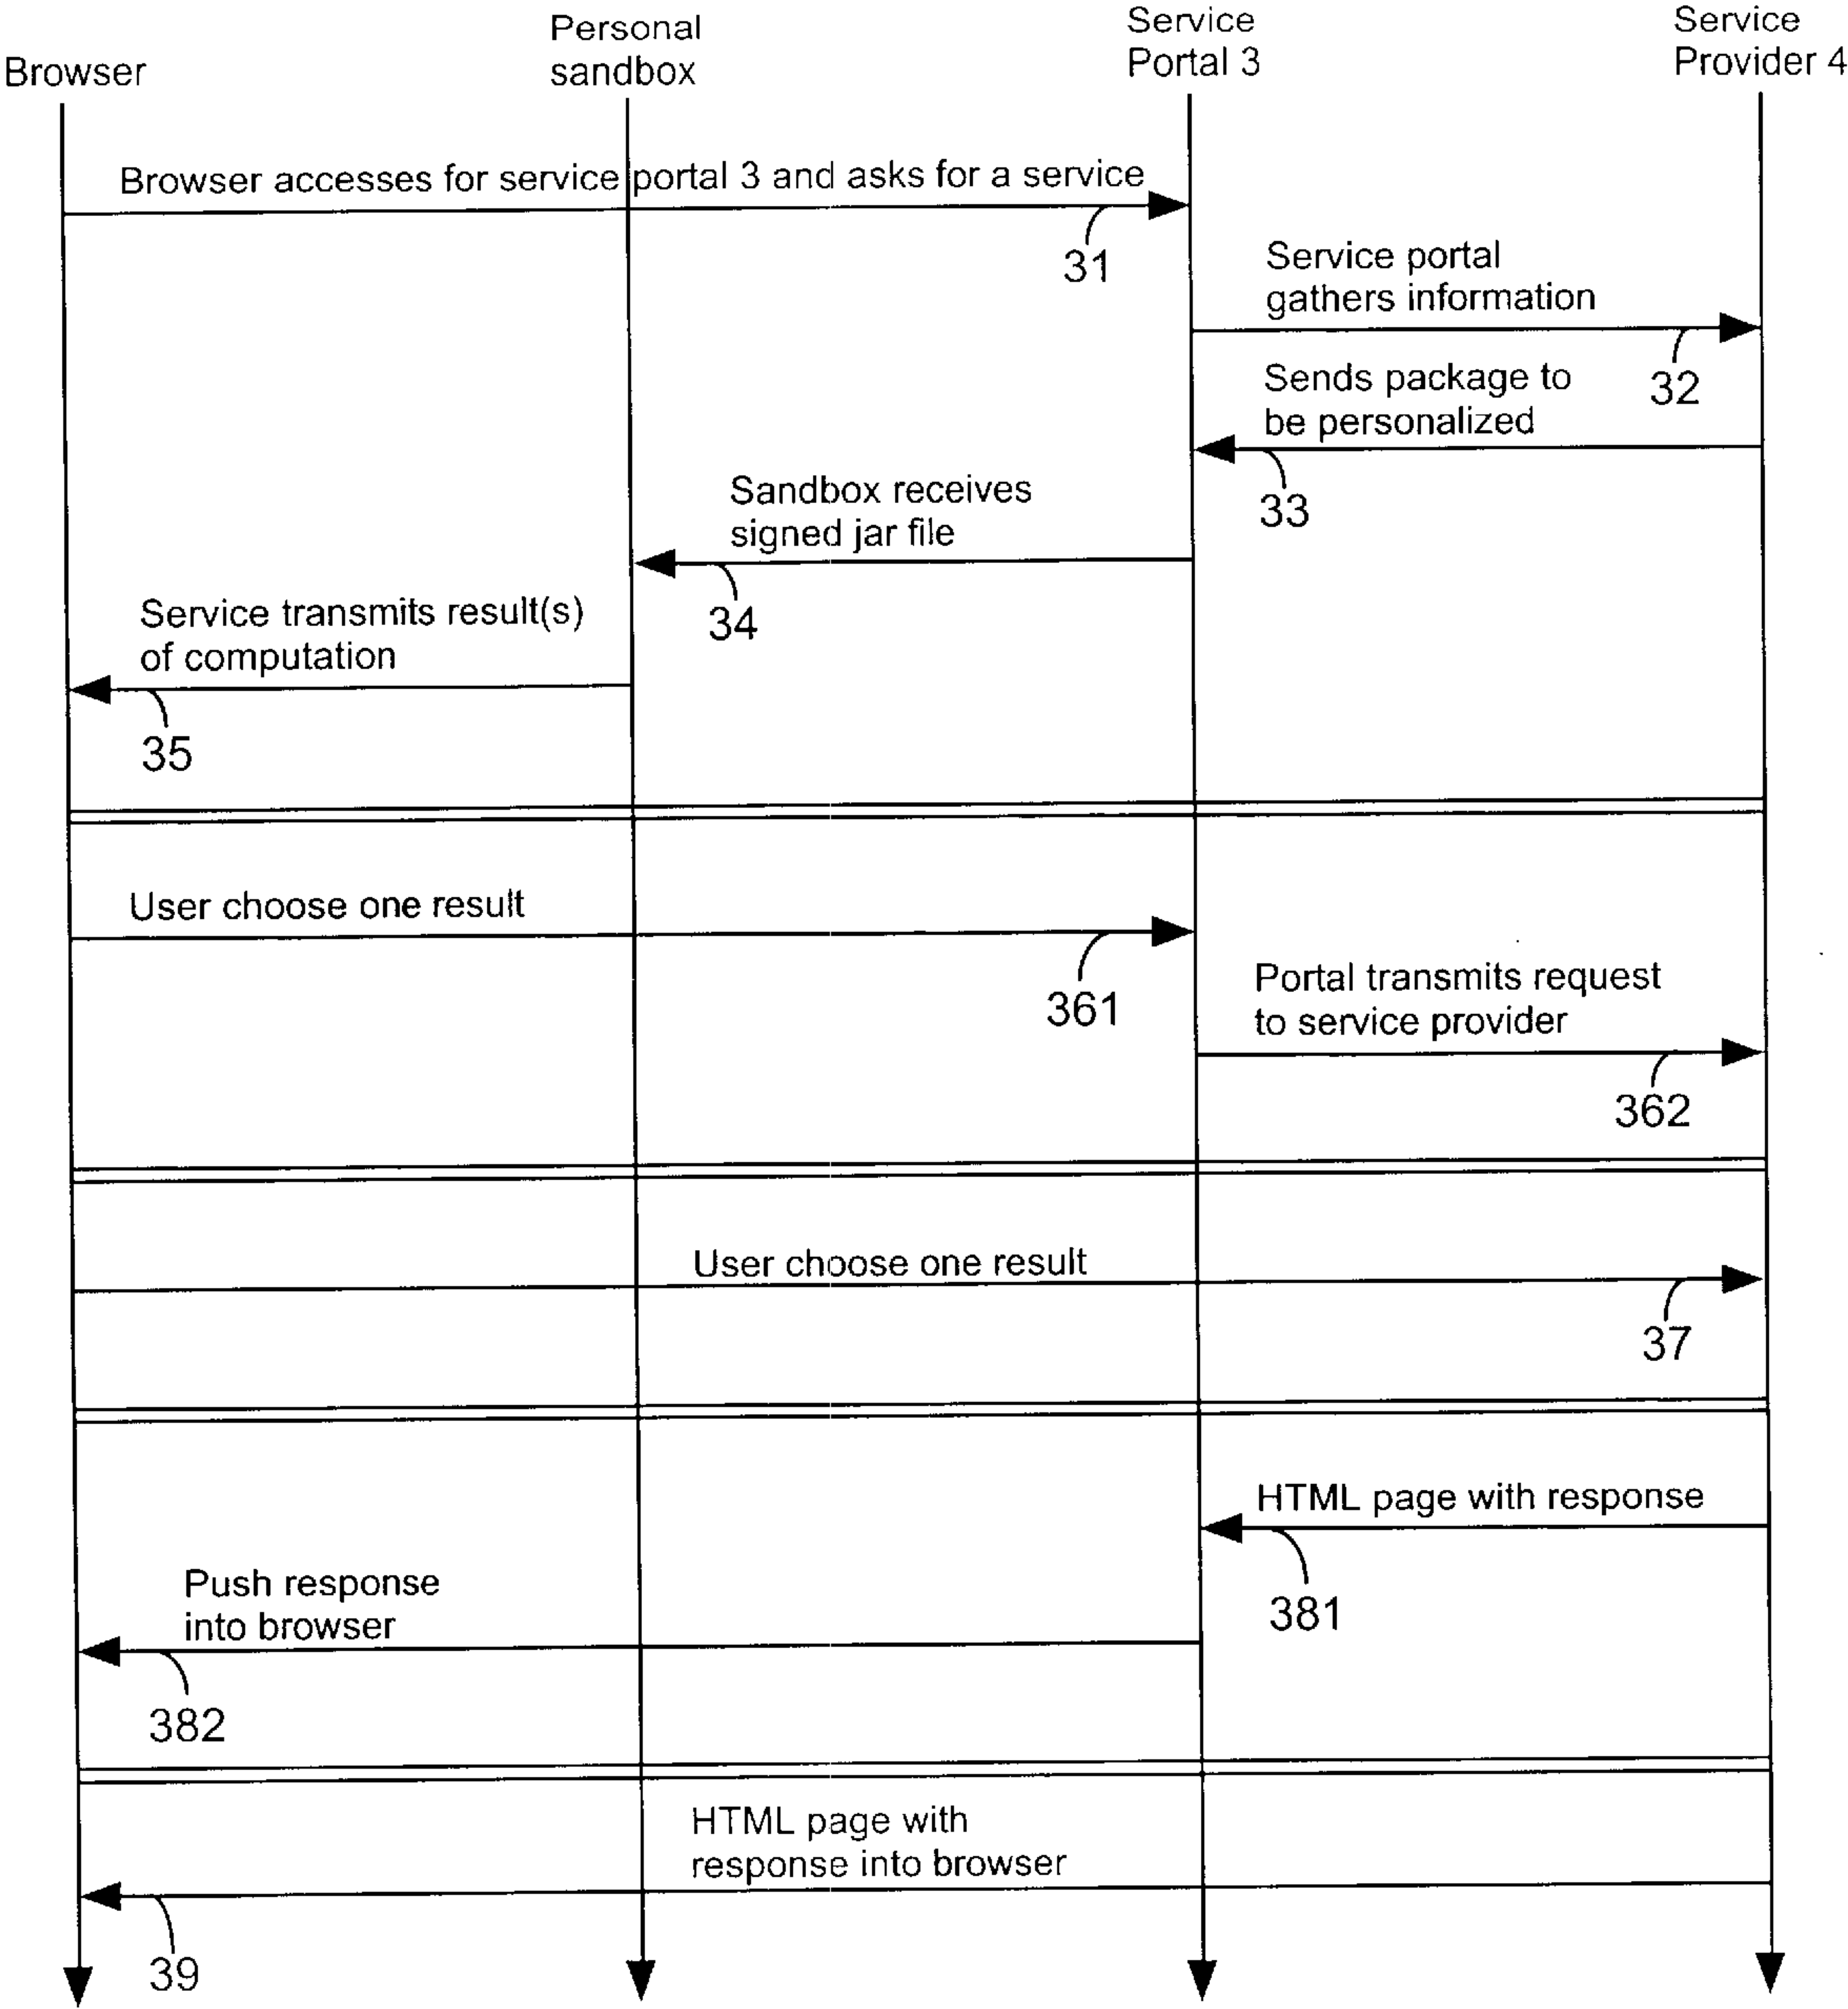 Browser
Personal
sandbox
Service
Portal 3
Service
Provider 4
Browser accesses for service portal 3 and asks for a service
31
Service portal
gathers information
32
Sends package to
be personalized
33
Sandbox receives
signed jar file
34
Service transmits result(s)
of computation
35
User choose one result
361
Portal transmits request
to service provider
362
User choose one result
37
HTML page with response
381
Push response
into browser
382
HTML page with
response into browser
39